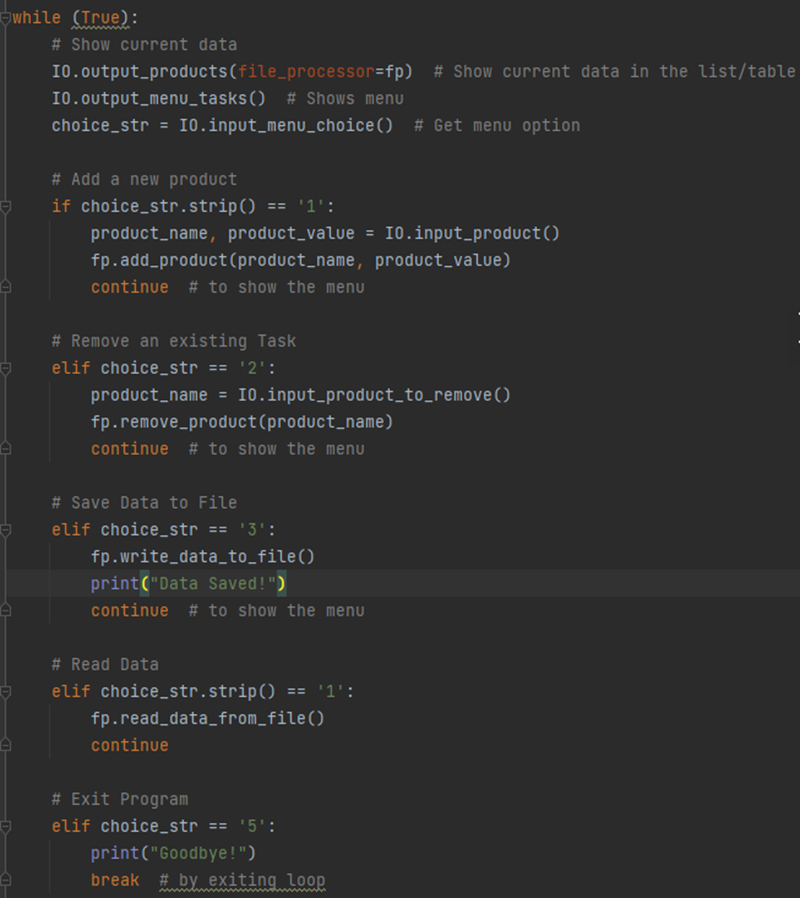 while (True):
    # Show current data
    IO.output_products(file_processor=fp)  # Show current data in the list/table
    IO.output_menu_tasks()  # Shows menu
    choice_str = IO.input_menu_choice()  # Get menu option

    # Add a new product
    if choice_str.strip() == '1':
        product_name, product_value = IO.input_product()
        fp.add_product(product_name, product_value)
        continue  # to show the menu

    # Remove an existing Task
    elif choice_str == '2':
        product_name = IO.input_product_to_remove()
        fp.remove_product(product_name)
        continue  # to show the menu

    # Save Data to File
    elif choice_str == '3':
        fp.write_data_to_file()
        print("Data Saved!")
        continue  # to show the menu

    # Read Data
    elif choice_str.strip() == '1':
        fp.read_data_from_file()
        continue

    # Exit Program
    elif choice_str == '5':
        print("Goodbye!")
        break  # by exiting loop